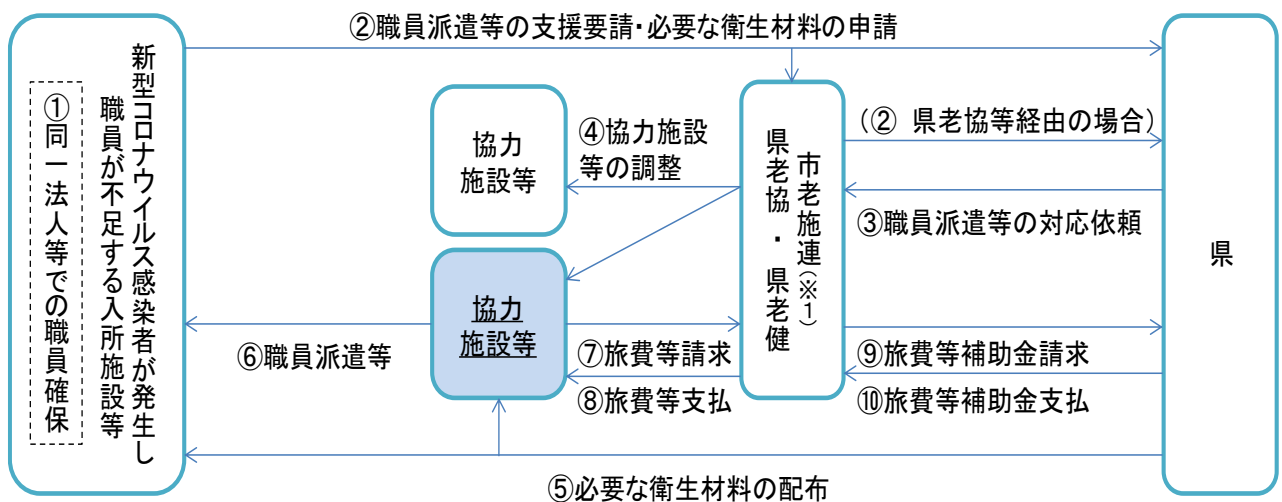 ②職員派遣等の支援要請・必要な衛生材料の申請
新型コロナウイルス感染者が発生し
職員が不足する入所施設等
①同一法人等での職員確保
協力
施設等
④協力施設
等の調整
市老施連(※1)
県老協・県老健
(② 県老協等経由の場合)
③職員派遣等の対応依頼
県
協力
施設等
⑥職員派遣等
⑦旅費等請求
⑧旅費等支払
⑨旅費等補助金請求
⑩旅費等補助金支払
⑤必要な衛生材料の配布